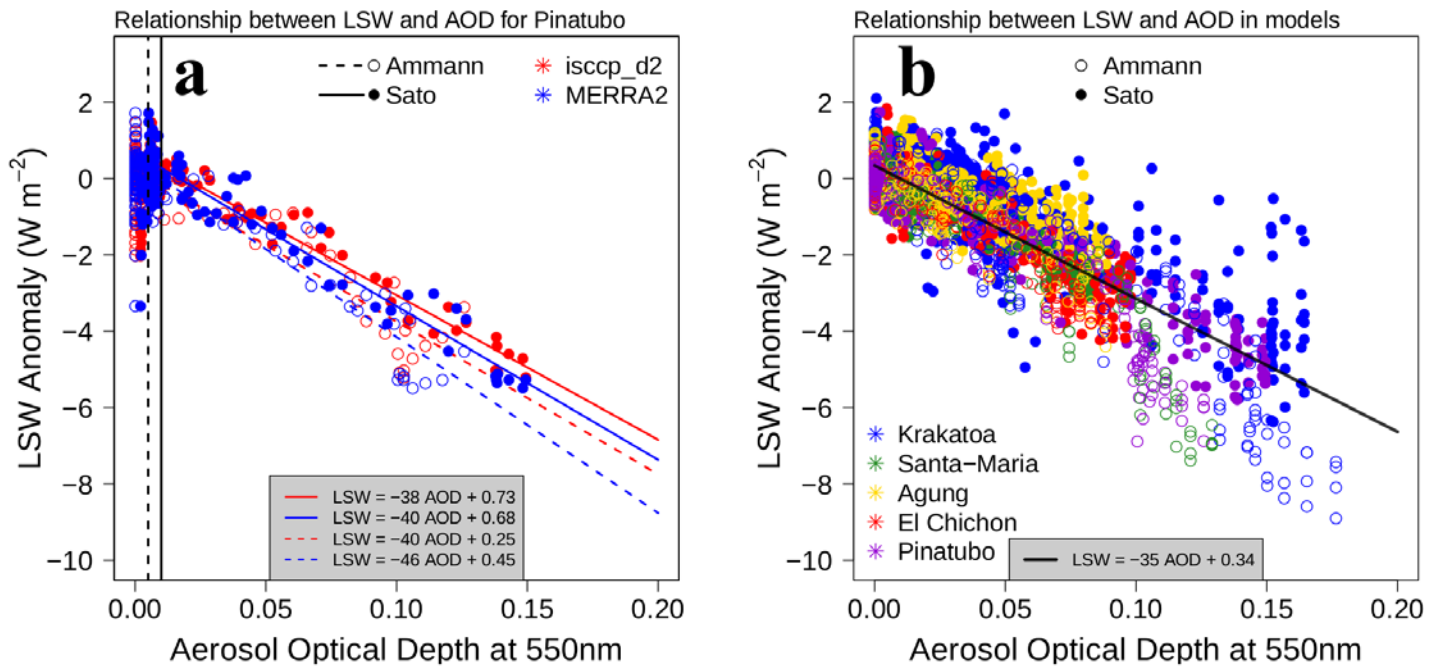 Relationship between LSW and AOD for Pinatubo
a
Ammann
Sato
isccp_d2
MERRA2
2
0
−2
−4
−6
−8
−10
LSW Anomaly (W m−2)
LSW = −38 AOD + 0.73
LSW = −40 AOD + 0.68
LSW = −40 AOD + 0.25
LSW = −46 AOD + 0.45
0.00 0.05 0.10 0.15 0.20
Aerosol Optical Depth at 550nm
Relationship between LSW and AOD in models
b
Ammann
Sato
2
0
−2
−4
−6
−8
−10
LSW Anomaly (W m−2)
Krakatoa
Santa−Maria
Agung
El Chichon
Pinatubo
LSW = −35 AOD + 0.34
0.00 0.05 0.10 0.15 0.20
Aerosol Optical Depth at 550nm